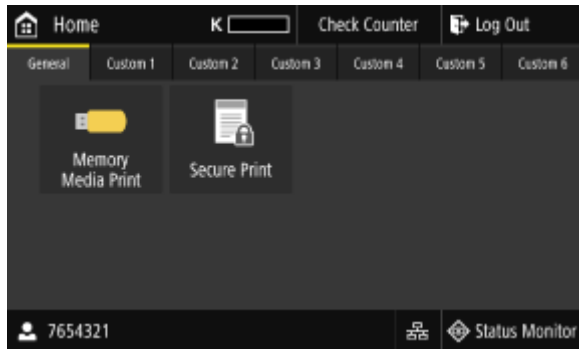 Home K Check Counter Log Out
General Custom 1 Custom 2 Custom 3 Custom 4 Custom 5 Custom 6
Memory
Media Print
Secure Print
7654321 Status Monitor